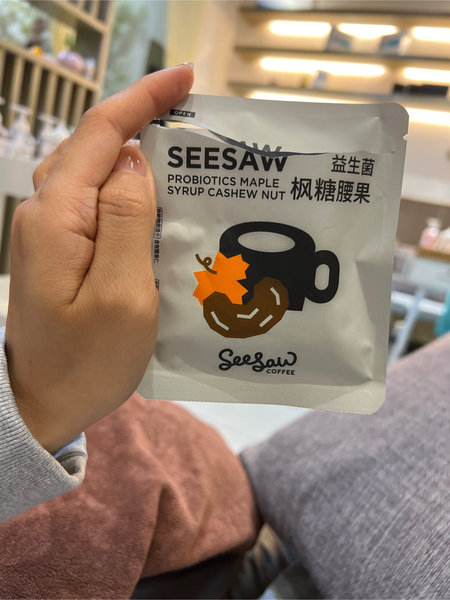 OPEN
SEESAW
益生菌
PROBIOTICS MAPLE
SYRUP CASHEW NUT
枫糖腰果
Seesaw
COFFEE